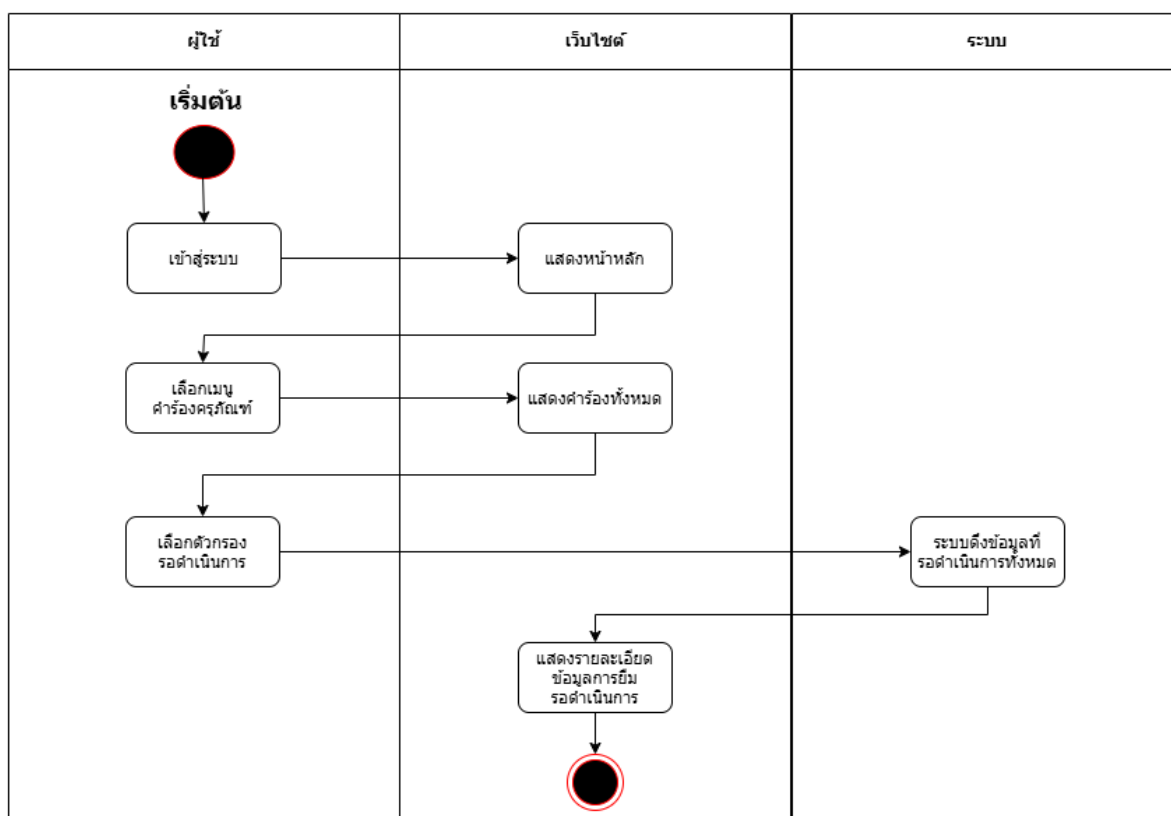 ผู้ใช้
เว็บไซต์
ระบบ
เริ่มต้น
เข้าสู่ระบบ
แสดงหน้าหลัก
เลือกเมนู
คำร้องครุภัณฑ์
แสดงคำร้องทั้งหมด
เลือกตัวกรอง
รอดำเนินการ
ระบบดึงข้อมูลที่
รอดำเนินการทั้งหมด
แสดงรายละเอียด
ข้อมูลการยืม
รอดำเนินการ